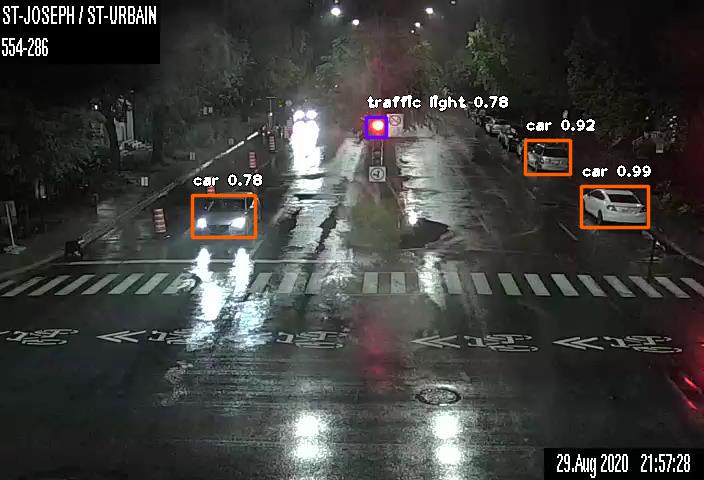 ST-JOSEPH / ST-URBAIN
554-286
traffic light 0.78
car 0.92
car 0.99
car 0.78
29.Aug 2020 21:57:28